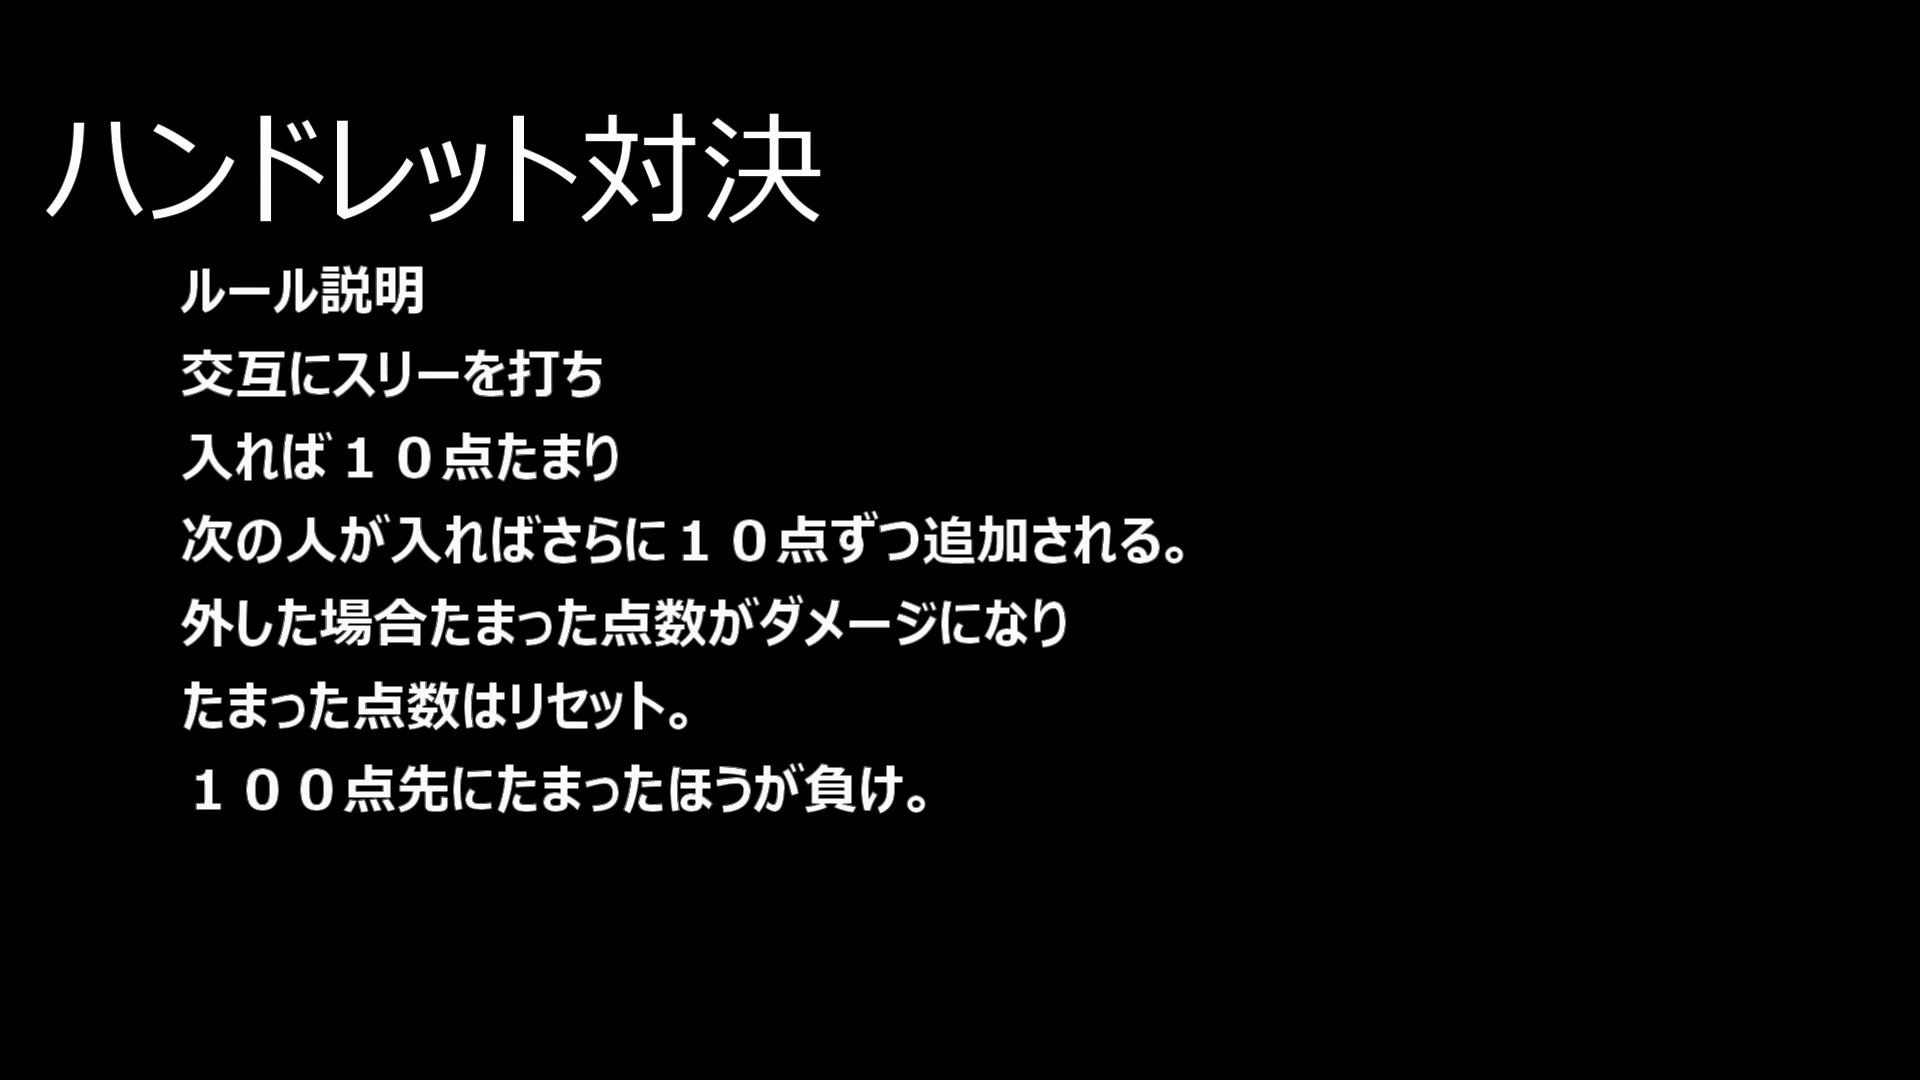 ハンドレット対決
ルール説明
交互にスリーを打ち
入れば１０点たまり
次の人が入ればさらに１０点ずつ追加される。
外した場合たまった点数がダメージになり
たまった点数はリセット。
１００点先にたまったほうが負け。